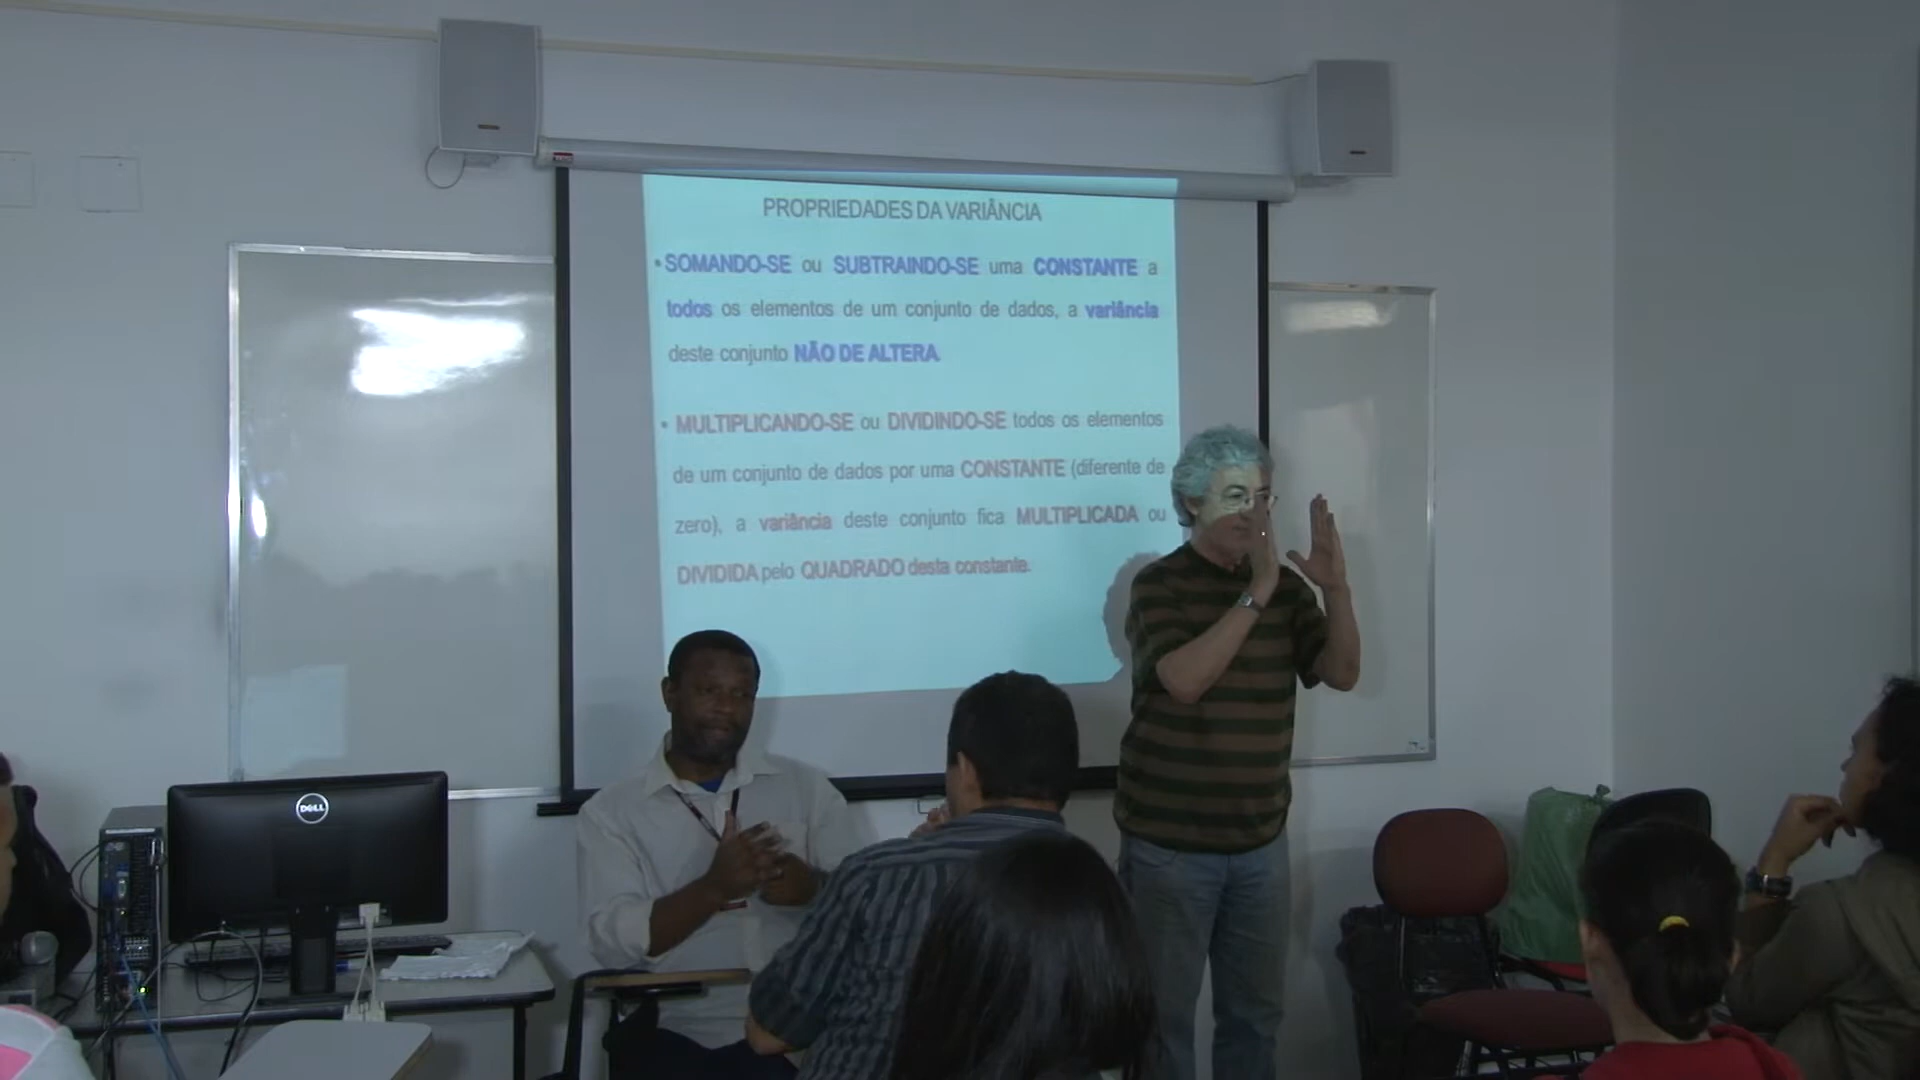 PROPRIEDADES DA VARIÂNCIA
• SOMANDO-SE ou SUBTRAINDO-SE uma CONSTANTE a
todos os elementos de um conjunto de dados, a variância
deste conjunto NÃO DE ALTERA.
• MULTIPLICANDO-SE ou DIVIDINDO-SE todos os elementos
de um conjunto de dados por uma CONSTANTE (diferente de
zero), a variância deste conjunto fica MULTIPLICADA ou
DIVIDIDA pelo QUADRADO desta constante.
DELL